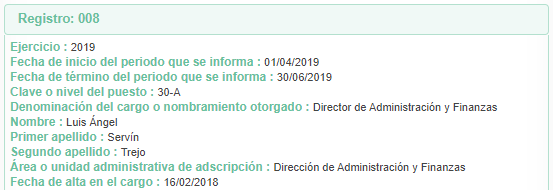 Registro: 008
Ejercicio : 2019
Fecha de inicio del periodo que se informa : 01/04/2019
Fecha de término del periodo que se informa : 30/06/2019
Clave o nivel del puesto : 30-A
Denominación del cargo o nombramiento otorgado : Director de Administración y Finanzas
Nombre : Luis Ángel
Primer apellido : Servín
Segundo apellido : Trejo
Área o unidad administrativa de adscripción : Dirección de Administración y Finanzas
Fecha de alta en el cargo : 16/02/2018